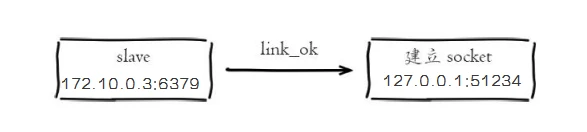 slave
172.10.0.3:6379
link_ok
建立 socket
127.0.0.1:51234